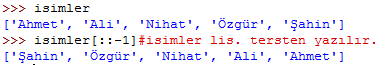 >>> isimler
['Ahmet', 'Ali', 'Nihat', 'Özgür', 'Şahin']
>>> isimler[::-1]#isimler lis. tersten yazılır.
['Şahin', 'Özgür', 'Nihat', 'Ali', 'Ahmet']